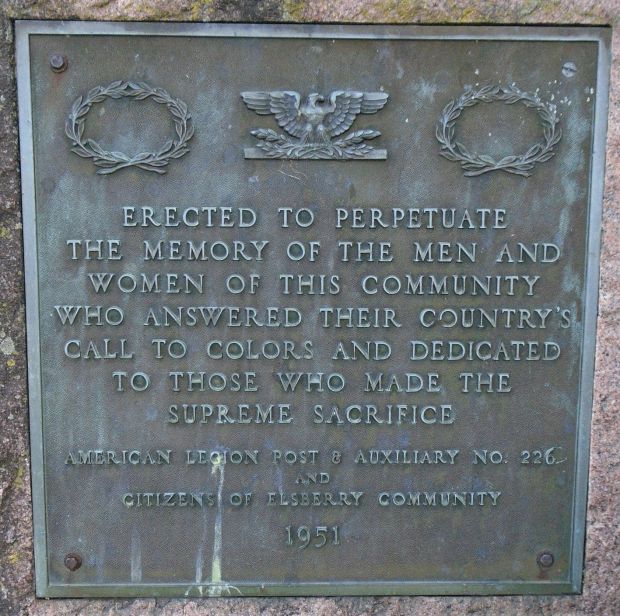 ERECTED TO PERPETUATE
THE MEMORY OF THE MEN AND
WOMEN OF THIS COMMUNITY
WHO ANSWERED THEIR COUNTRY'S
CALL TO COLORS AND DEDICATED
TO THOSE WHO MADE THE
SUPREME SACRIFICE
AMERICAN LEGION POST & AUXILIARY NO. 226
AND
CITIZENS OF ELSBERRY COMMUNITY
1951